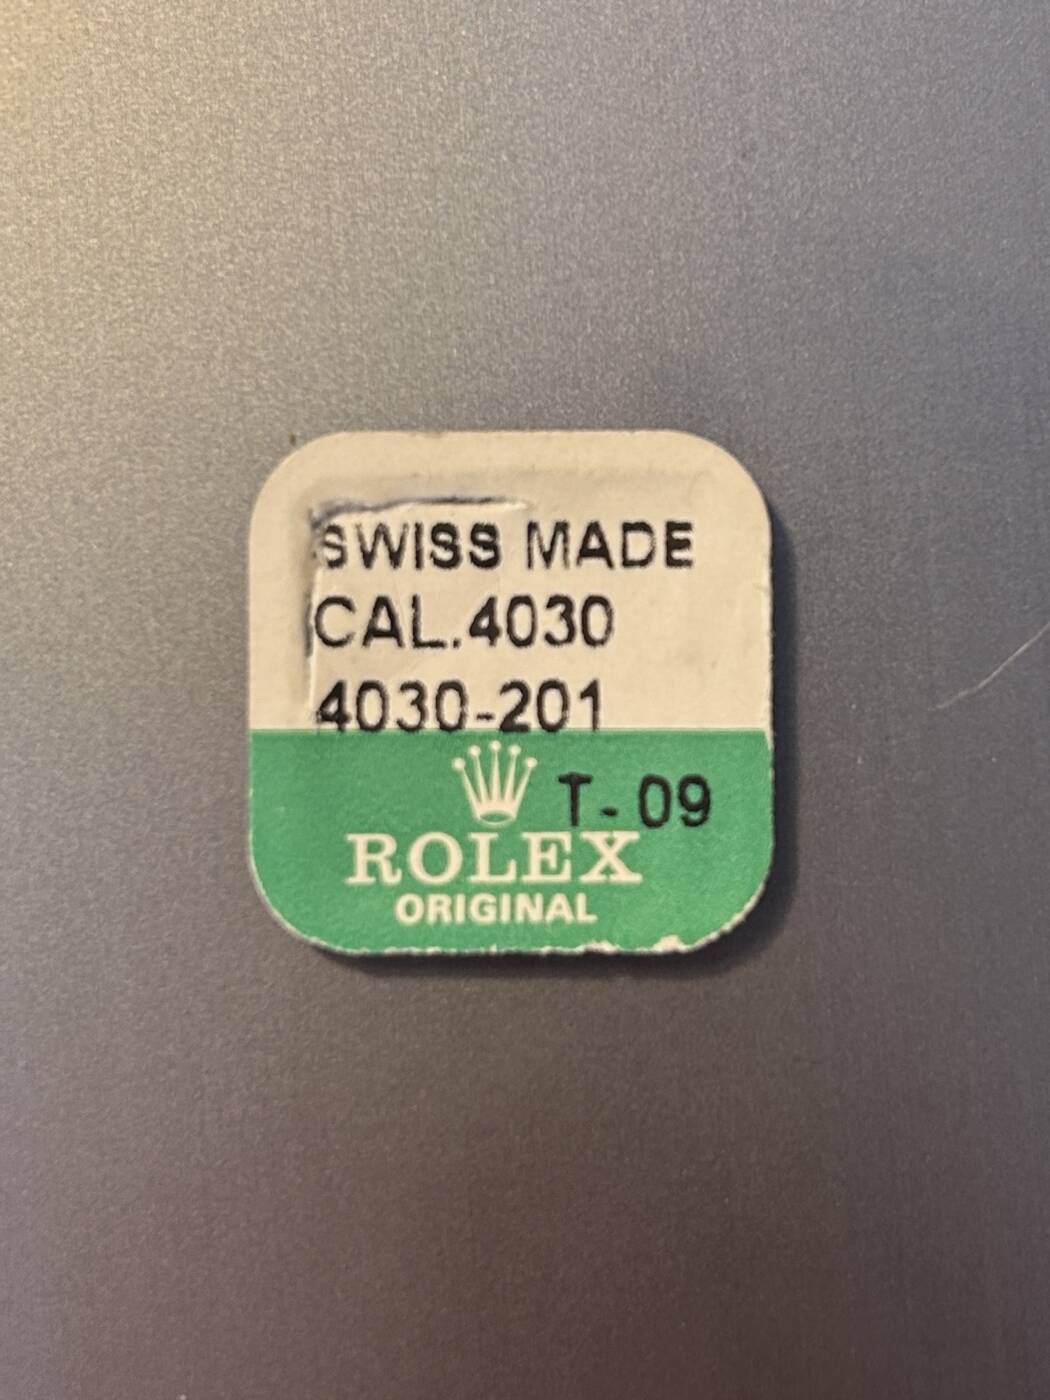 SWISS MADE
CAL.4030
4030-201
T-09
ROLEX
ORIGINAL